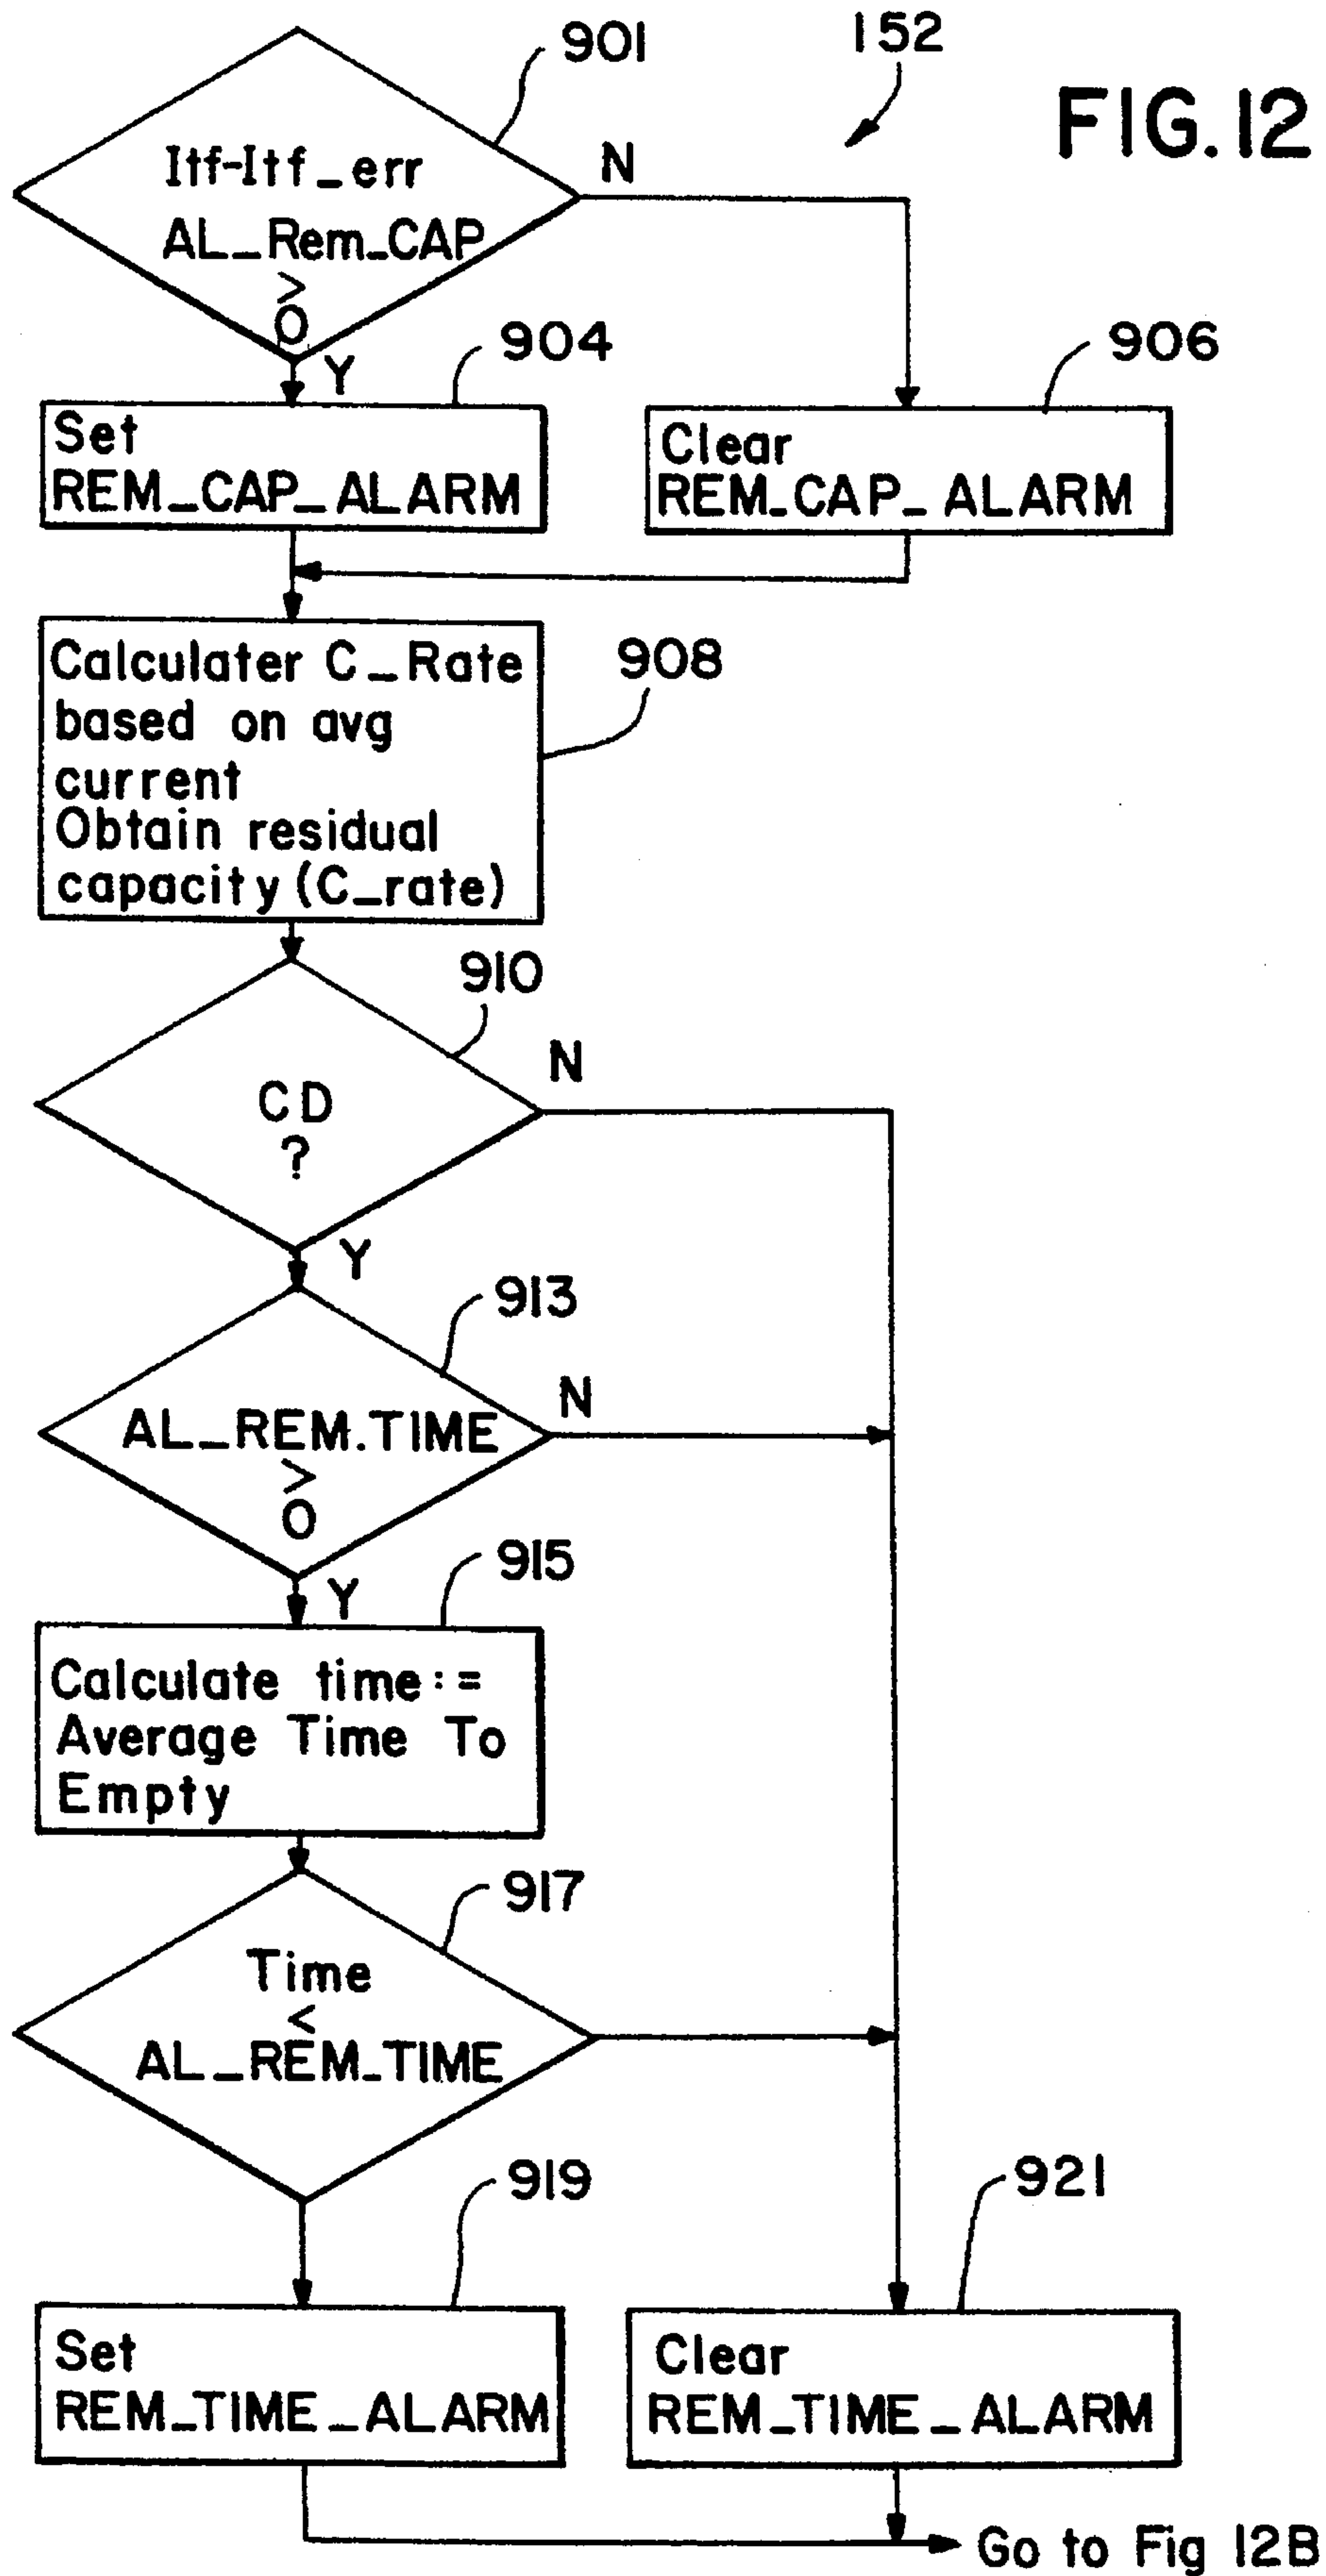 901
152
FIG. 12
Itf-Itf_err
AL_Rem_CAP
>
0
N
Y
904
906
Set
REM_CAP_ALARM
Clear
REM_CAP_ALARM
Calculater C_Rate
based on avg
current
Obtain residual
capacity (C_rate)
908
910
CD
?
N
Y
913
AL_REM.TIME
>
0
N
Y
915
Calculate time:=
Average Time To
Empty
917
Time
<
AL_REM_TIME
919
921
Set
REM_TIME_ALARM
Clear
REM_TIME_ALARM
Go to Fig 12B